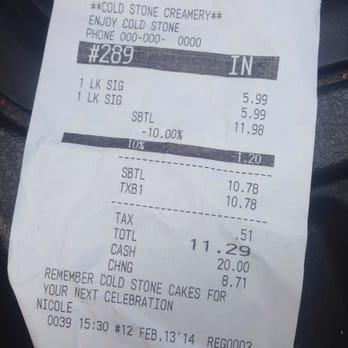 **COLD STONE CREAMERY**
ENJOY COLD STONE
PHONE 000-000- 0000
#289 IN
1 LK SIG 5.99
1 LK SIG 5.99
SBTL 11.98
-10.00%
10% -1.20
SBTL 10.78
TXB1 10.78
TAX .51
TOTL 11.29
CASH 20.00
CHNG 8.71
REMEMBER COLD STONE CAKES FOR
YOUR NEXT CELEBRATION
NICOLE
0039 15:30 #12 FEB.13'14 REG0002